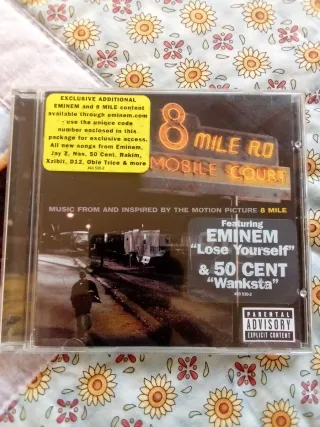 EXCLUSIVE ADDITIONAL
EMINEM and 8 MILE content
available through eminem.com
- use the unique code
number enclosed in this
package for exclusive access.
All new songs from Eminem,
Jay Z, Nas, 50 Cent, Rakim,
Xzibit, D12, Obie Trice & more
8 MILE RD
MOBILE COURT
MUSIC FROM AND INSPIRED BY THE MOTION PICTURE 8 MILE
Featuring
EMINEM
"Lose Yourself"
& 50 CENT
"Wanksta"
PARENTAL
ADVISORY
EXPLICIT CONTENT